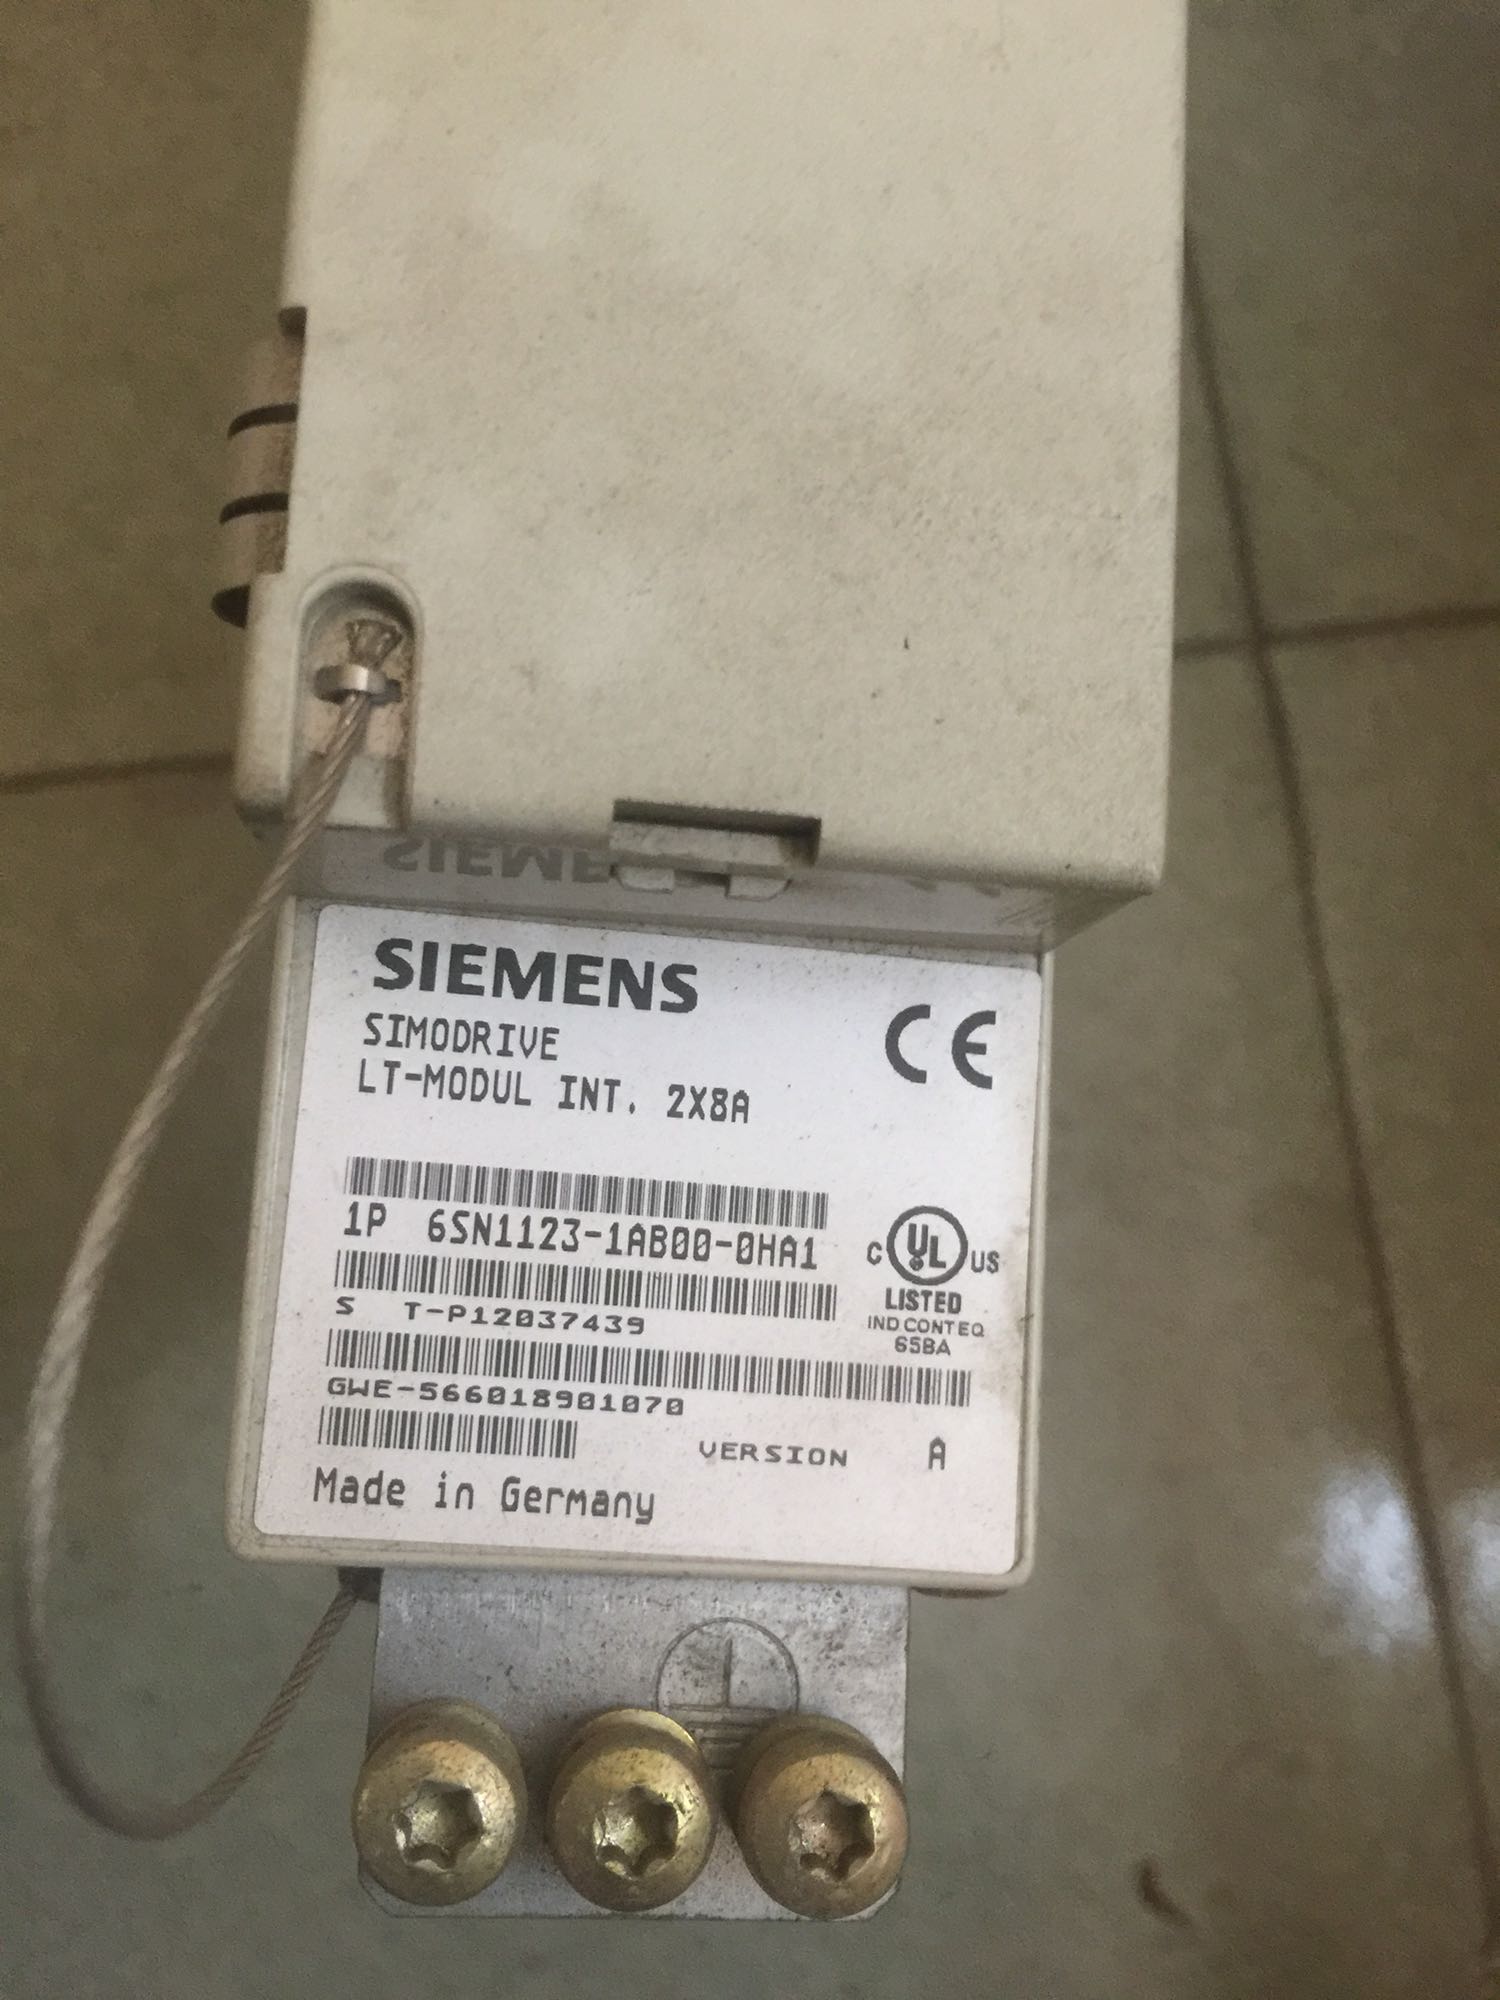 SIEMENS
SIEMENS
CE
SIMODRIVE
LT-MODUL INT. 2X8A
1P 6SN1123-1AB00-0HA1
C UL US
LISTED
IND CONT EQ
65BA
S T-P12037439
GWE-566018901070
VERSION A
Made in Germany